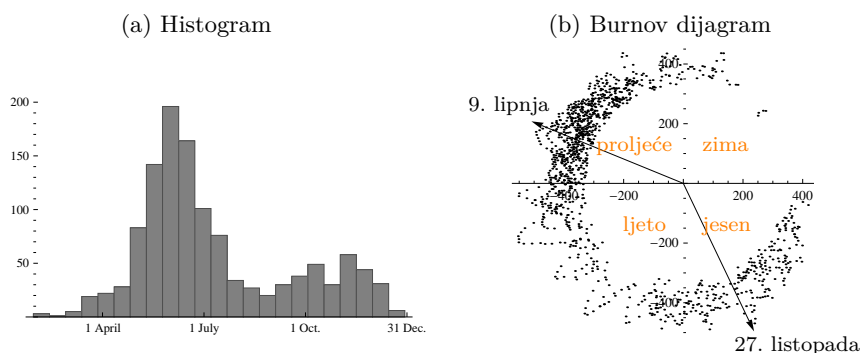 (a) Histogram
200
150
100
50
1 April
1 July
1 Oct.
31 Dec.
(b) Burnov dijagram
400
9. lipnja
200
proljeće
zima
-400
-200
200
400
ljeto
jesen
-200
-400
27. listopada